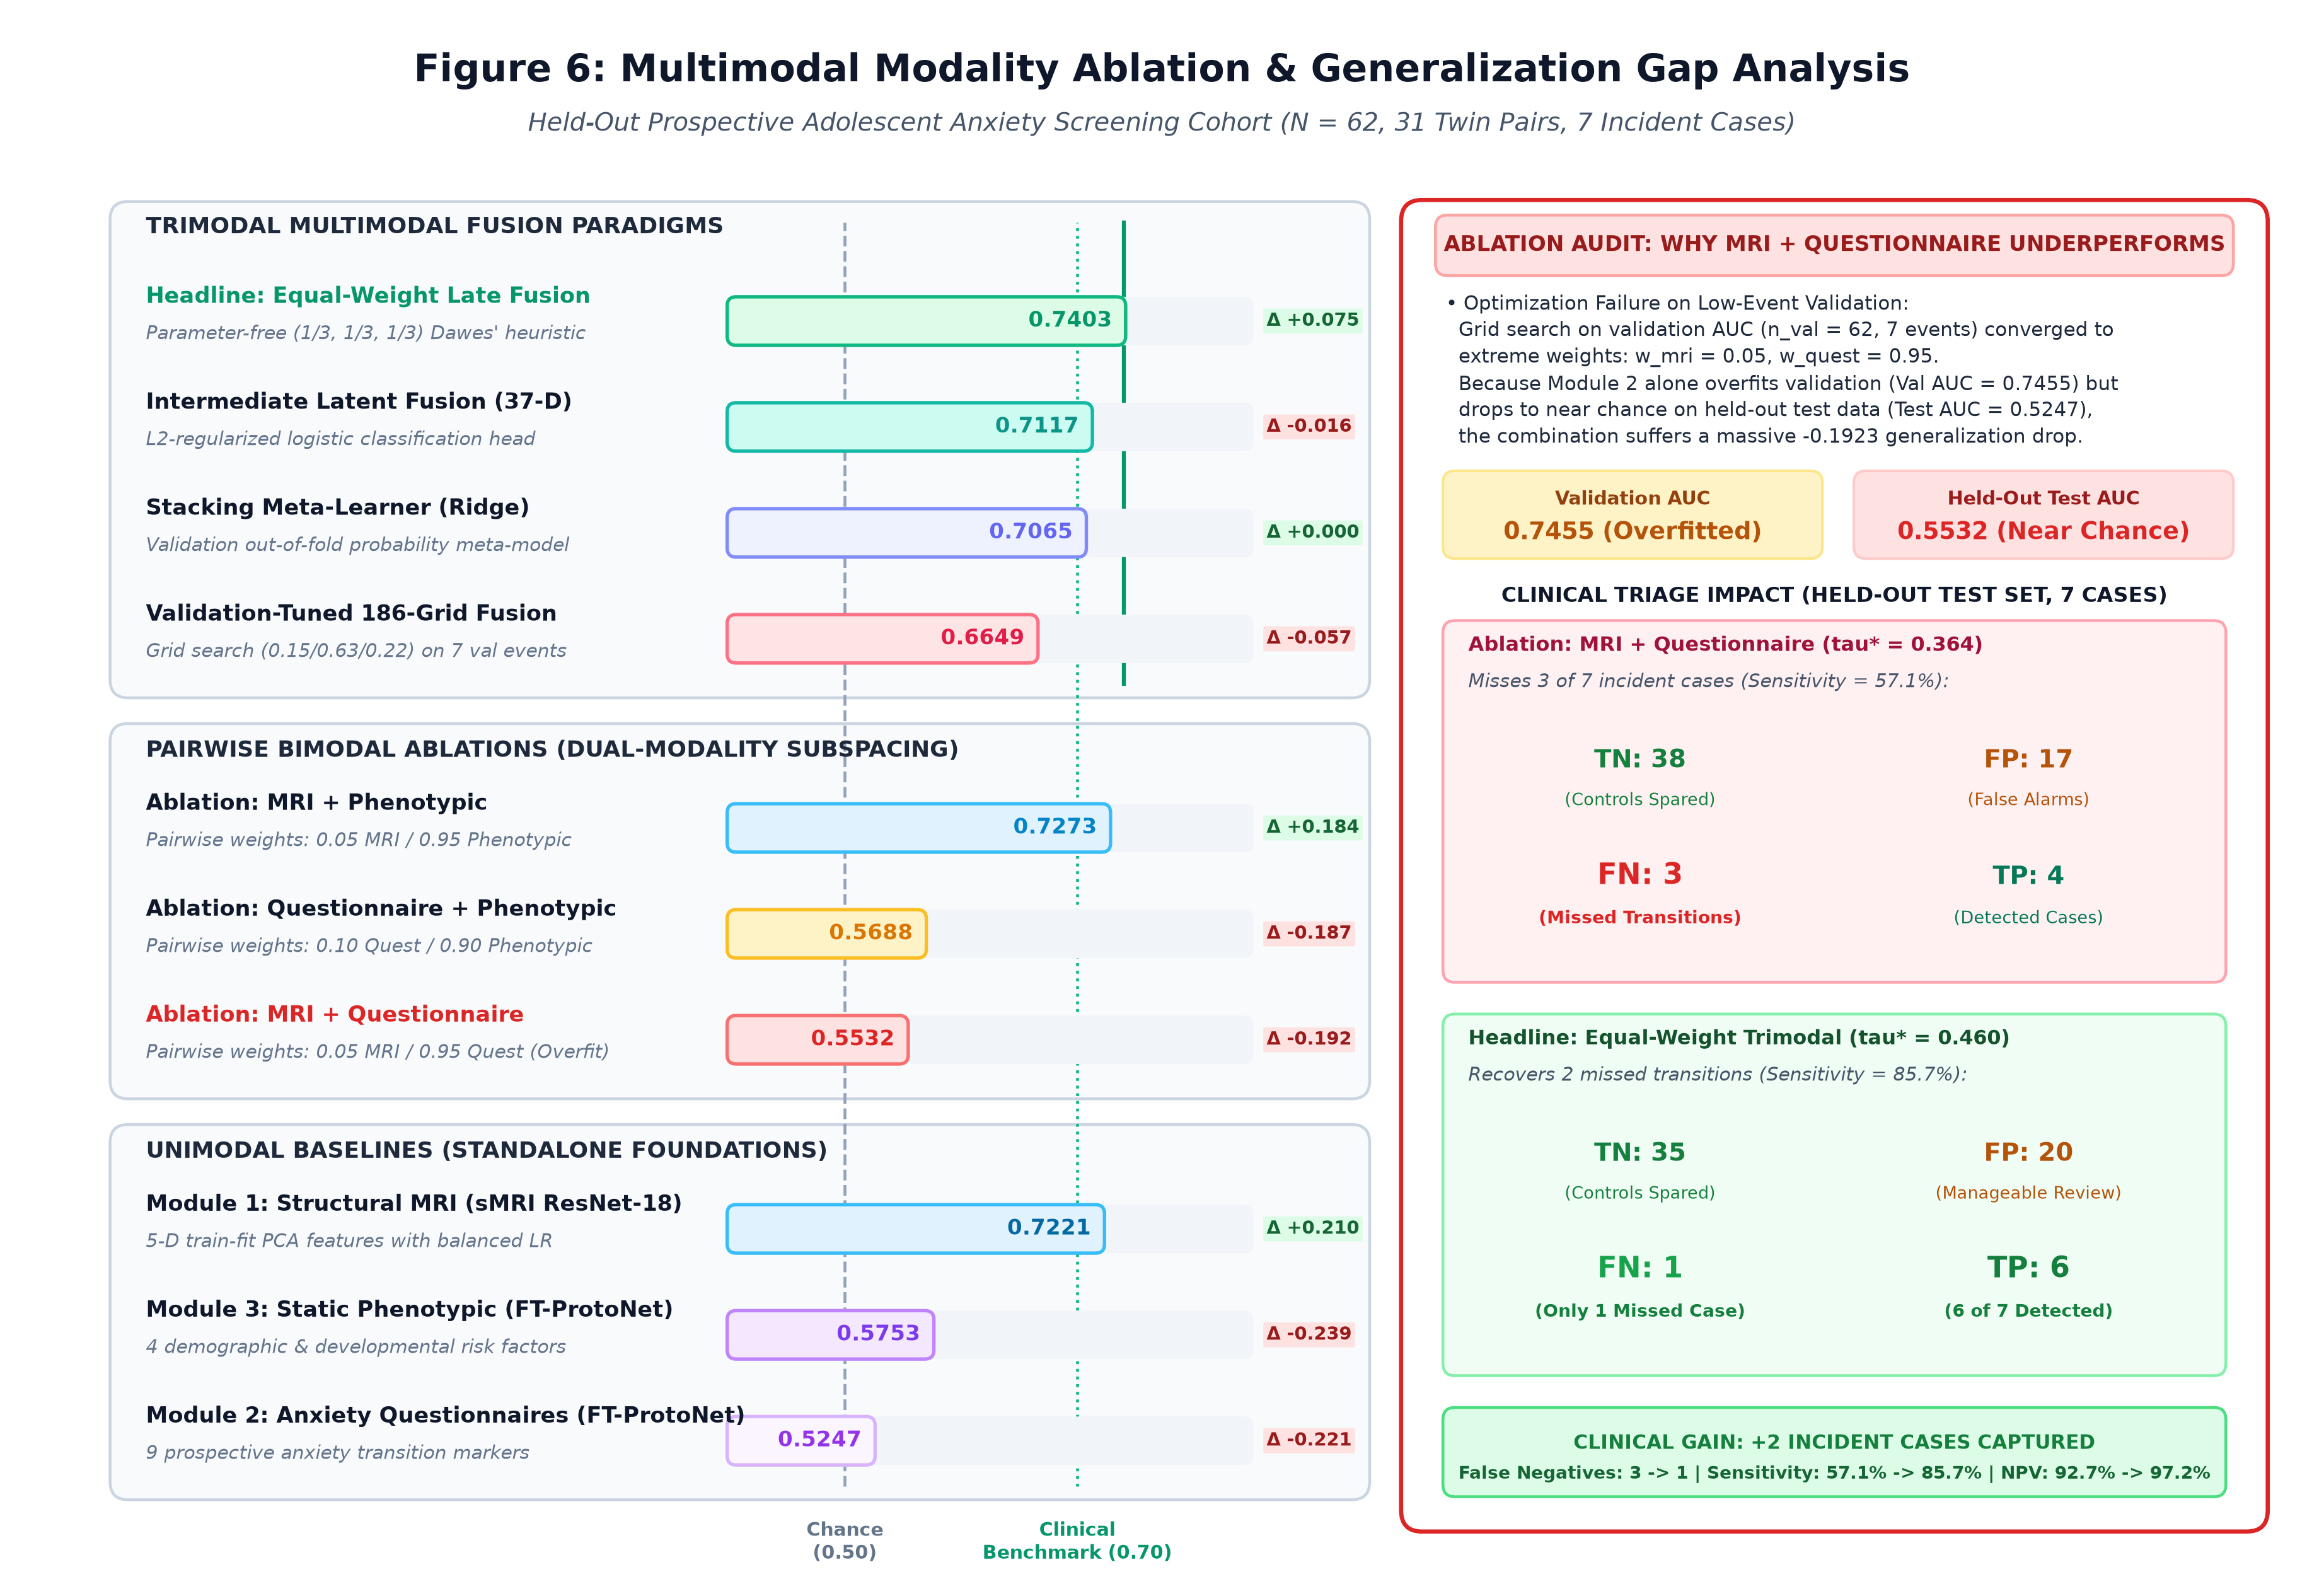 Figure 6: Multimodal Modality Ablation & Generalization Gap Analysis
Held-Out Prospective Adolescent Anxiety Screening Cohort (N = 62, 31 Twin Pairs, 7 Incident Cases)
TRIMODAL MULTIMODAL FUSION PARADIGMS
Headline: Equal-Weight Late Fusion
Parameter-free (1/3, 1/3, 1/3) Dawes' heuristic
0.7403
Δ +0.075
Intermediate Latent Fusion (37-D)
L2-regularized logistic classification head
0.7117
Δ -0.016
Stacking Meta-Learner (Ridge)
Validation out-of-fold probability meta-model
0.7065
Δ +0.000
Validation-Tuned 186-Grid Fusion
Grid search (0.15/0.63/0.22) on 7 val events
0.6649
Δ -0.057
PAIRWISE BIMODAL ABLATIONS (DUAL-MODALITY SUBSPACING)
Ablation: MRI + Phenotypic
Pairwise weights: 0.05 MRI / 0.95 Phenotypic
0.7273
Δ +0.184
Ablation: Questionnaire + Phenotypic
Pairwise weights: 0.10 Quest / 0.90 Phenotypic
0.5688
Δ -0.187
Ablation: MRI + Questionnaire
Pairwise weights: 0.05 MRI / 0.95 Quest (Overfit)
0.5532
Δ -0.192
UNIMODAL BASELINES (STANDALONE FOUNDATIONS)
Module 1: Structural MRI (sMRI ResNet-18)
5-D train-fit PCA features with balanced LR
0.7221
Δ +0.210
Module 3: Static Phenotypic (FT-ProtoNet)
4 demographic & developmental risk factors
0.5753
Δ -0.239
Module 2: Anxiety Questionnaires (FT-ProtoNet)
9 prospective anxiety transition markers
0.5247
Δ -0.221
Chance
(0.50)
Clinical
Benchmark (0.70)
ABLATION AUDIT: WHY MRI + QUESTIONNAIRE UNDERPERFORMS
• Optimization Failure on Low-Event Validation:
Grid search on validation AUC (n_val = 62, 7 events) converged to
extreme weights: w_mri = 0.05, w_quest = 0.95.
Because Module 2 alone overfits validation (Val AUC = 0.7455) but
drops to near chance on held-out test data (Test AUC = 0.5247),
the combination suffers a massive -0.1923 generalization drop.
Validation AUC
0.7455 (Overfitted)
Held-Out Test AUC
0.5532 (Near Chance)
CLINICAL TRIAGE IMPACT (HELD-OUT TEST SET, 7 CASES)
Ablation: MRI + Questionnaire (tau* = 0.364)
Misses 3 of 7 incident cases (Sensitivity = 57.1%):
TN: 38
(Controls Spared)
FP: 17
(False Alarms)
FN: 3
(Missed Transitions)
TP: 4
(Detected Cases)
Headline: Equal-Weight Trimodal (tau* = 0.460)
Recovers 2 missed transitions (Sensitivity = 85.7%):
TN: 35
(Controls Spared)
FP: 20
(Manageable Review)
FN: 1
(Only 1 Missed Case)
TP: 6
(6 of 7 Detected)
CLINICAL GAIN: +2 INCIDENT CASES CAPTURED
False Negatives: 3 -> 1 | Sensitivity: 57.1% -> 85.7% | NPV: 92.7% -> 97.2%